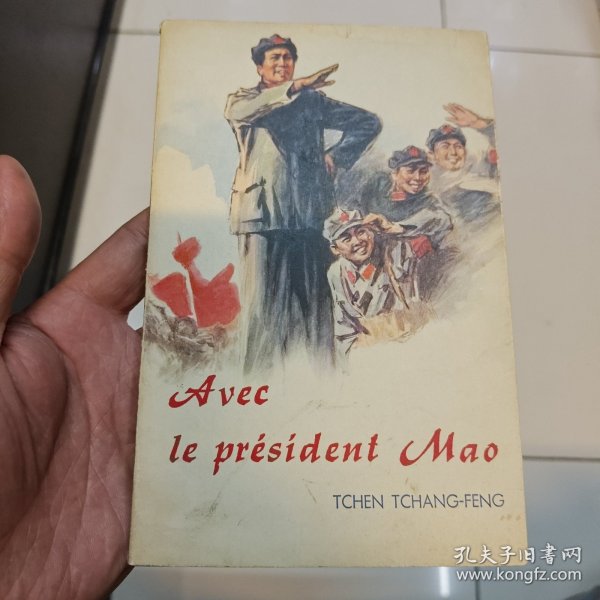 Avec
le président Mao
TCHEN TCHANG-FENG
孔夫子旧书网
www.kongfz.com